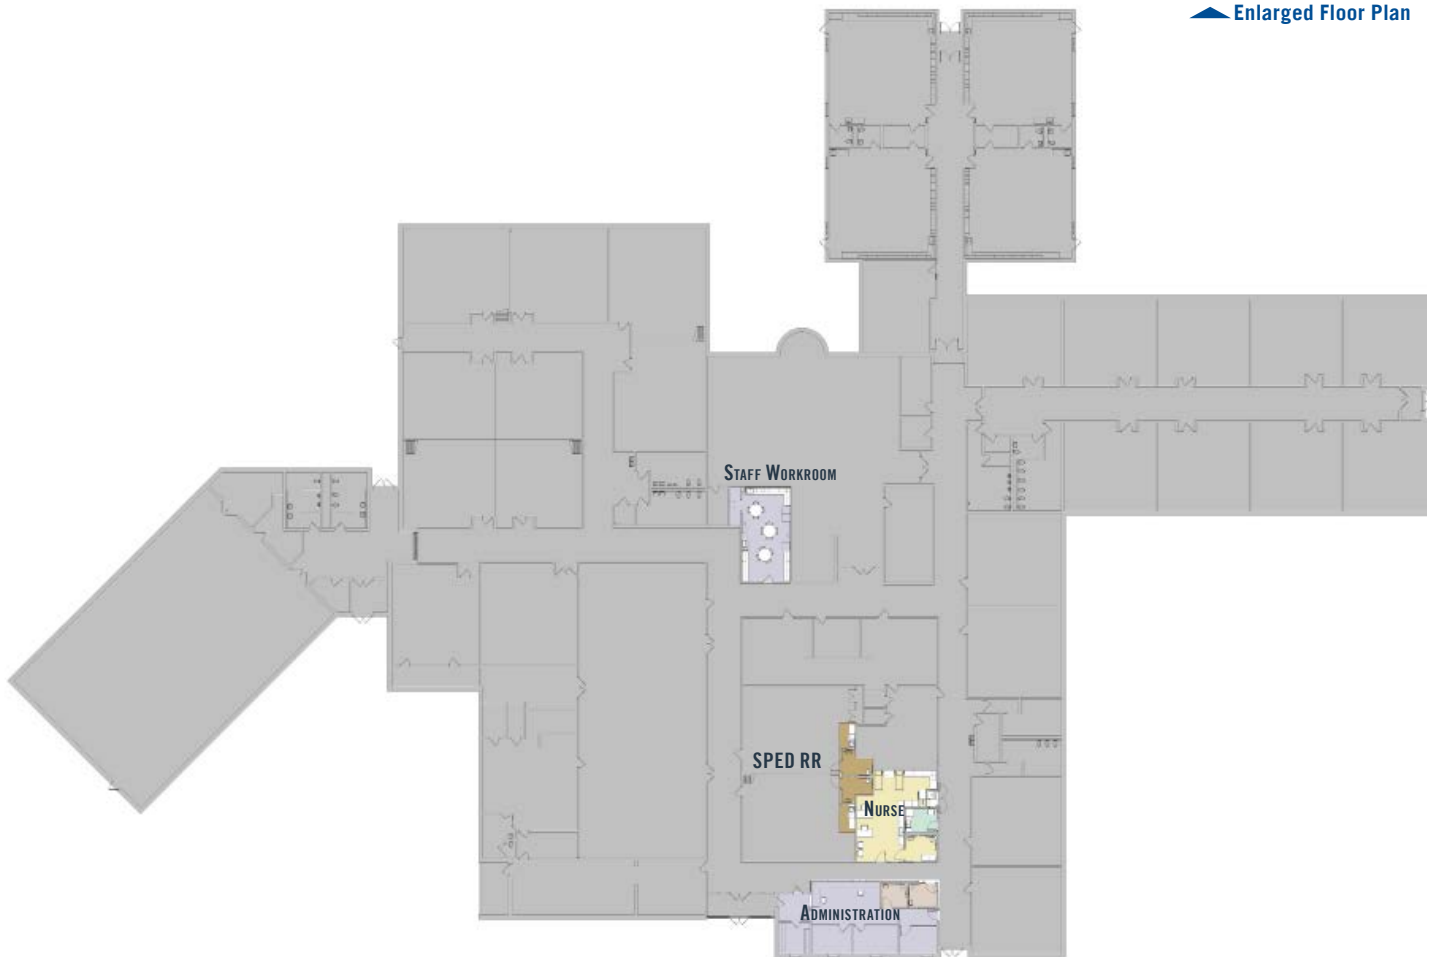 Enlarged Floor Plan
Staff Workroom
SPED RR
Nurse
Administration